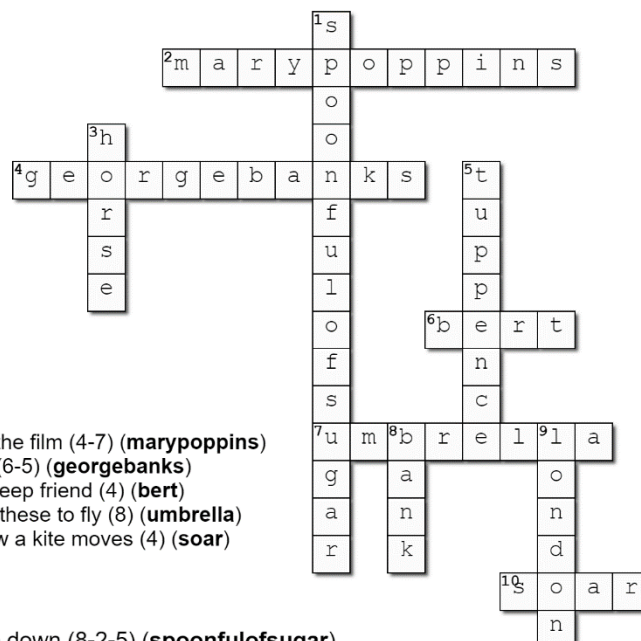 1s
2m a r y p o p p i n s
o
3h o
4g e o r g e b a n k s 5t
r f u
s u p
e l p
o 6b e r t
f n
s c
7u m 8b r e l 9l a
g a o
a n n
r k d
10s o a r
n
the film (4-7) (marypoppins)
(6-5) (georgebanks)
eep friend (4) (bert)
these to fly (8) (umbrella)
w a kite moves (4) (soar)
down (8-2-5) (spoonfulofsugar)